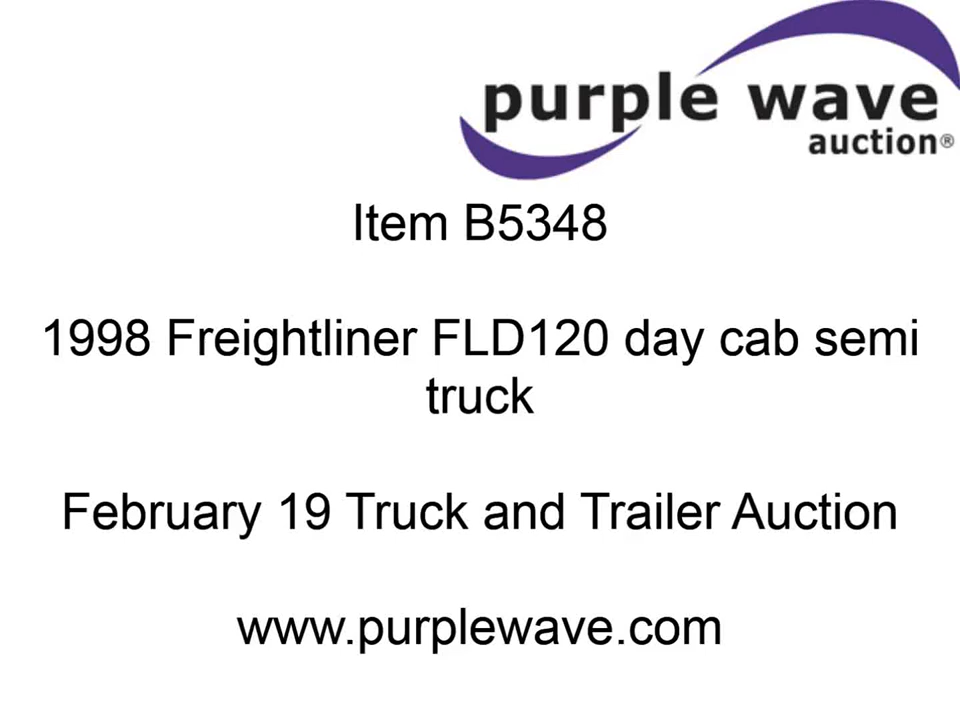 purple wave
auction®
Item B5348
1998 Freightliner FLD120 day cab semi
truck
February 19 Truck and Trailer Auction
www.purplewave.com